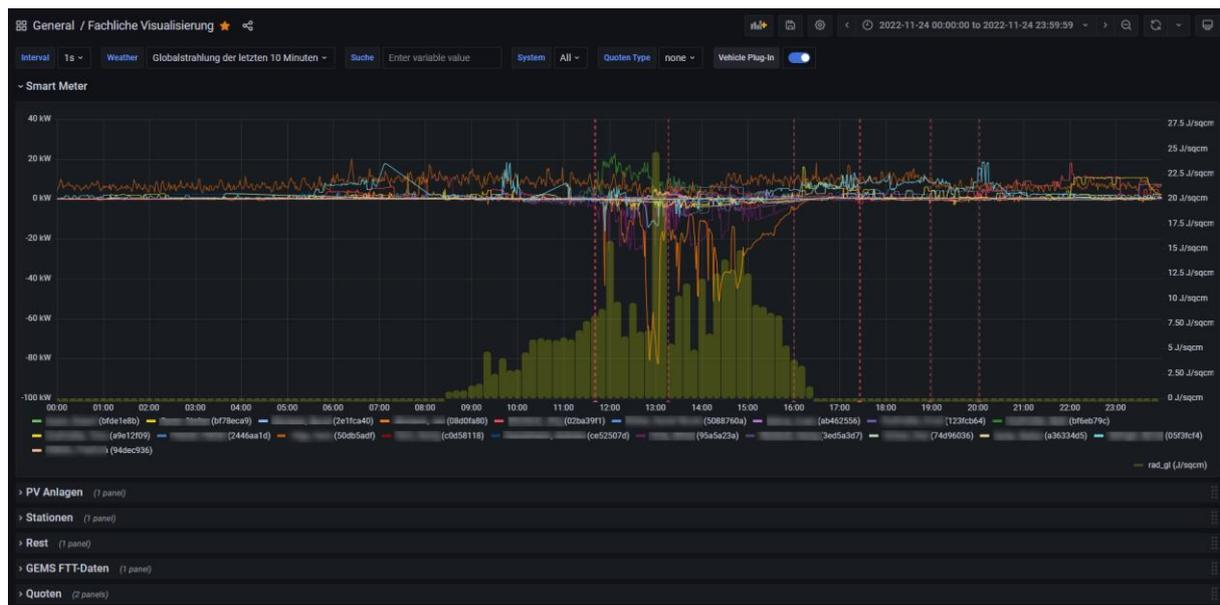 General / Fachliche Visualisierung
2022-11-24 00:00:00 to 2022-11-24 23:59:59
Interval 1s Weather Globalstrahlung der letzten 10 Minuten Suche Enter variable value System All Quoten Type none Vehicle Plug-In
Smart Meter
40 kW
20 kW
0 kW
-20 kW
-40 kW
-60 kW
-80 kW
-100 kW
27.5 J/sqcm
25 J/sqcm
22.5 J/sqcm
20 J/sqcm
17.5 J/sqcm
15 J/sqcm
12.5 J/sqcm
10 J/sqcm
7.50 J/sqcm
5 J/sqcm
2.50 J/sqcm
0 J/sqcm
00:00 01:00 02:00 03:00 04:00 05:00 06:00 07:00 08:00 09:00 10:00 11:00 12:00 13:00 14:00 15:00 16:00 17:00 18:00 19:00 20:00 21:00 22:00 23:00
(bfde1e8b) (bf78eca9) (2e1fca40) (08d0fa80) (02ba39f1) (5088760a) (ab462556) (123fcb64) (bf6eb79c)
(a9e12f09) (2446aa1d) (50db5adf) (c0d58118) (ce52507d) (95a5a23a) (3ed5a3d7) (74d96036) (a36334d5) (05f3fcf4)
(94dec936)
rad_gl (J/sqcm)
PV Anlagen (1 panel)
Stationen (1 panel)
Rest (1 panel)
GEMS FTT-Daten (1 panel)
Quoten (2 panels)